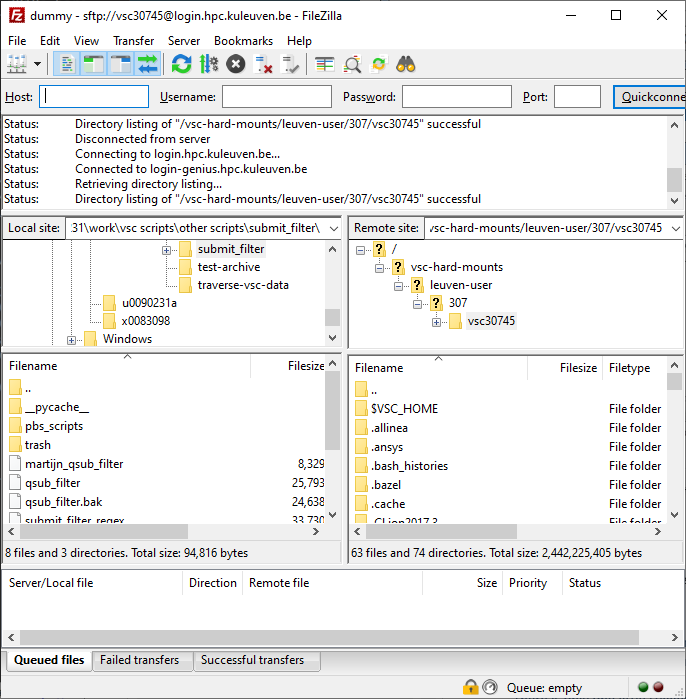 dummy - sftp://vsc30745@login.hpc.kuleuven.be - FileZilla
File Edit View Transfer Server Bookmarks Help
Host: Username: Password: Port: Quickconne
Status: Directory listing of "/vsc-hard-mounts/leuven-user/307/vsc30745" successful
Status: Disconnected from server
Status: Connecting to login.hpc.kuleuven.be...
Status: Connected to login-genius.hpc.kuleuven.be
Status: Retrieving directory listing...
Status: Directory listing of "/vsc-hard-mounts/leuven-user/307/vsc30745" successful
Local site: 31\work\vsc scripts\other scripts\submit_filter\
submit_filter
test-archive
traverse-vsc-data
u0090231a
x0083098
Windows
Remote site: vsc-hard-mounts/leuven-user/307/vsc30745
? /
? vsc-hard-mounts
? leuven-user
? 307
vsc30745
Filename Filesize
..
__pycache__
pbs_scripts
trash
martijn_qsub_filter 8,329
qsub_filter 25,793
qsub_filter.bak 24,638
submit_filter_regex 33,730
8 files and 3 directories. Total size: 94,816 bytes
Filename Filesize Filetype
..
$VSC_HOME File folder
.allinea File folder
.ansys File folder
.bash_histories File folder
.bazel File folder
.cache File folder
.CLion2017.3 File folder
63 files and 74 directories. Total size: 2,442,225,405 bytes
Server/Local file Direction Remote file Size Priority Status
Queued files Failed transfers Successful transfers
Queue: empty